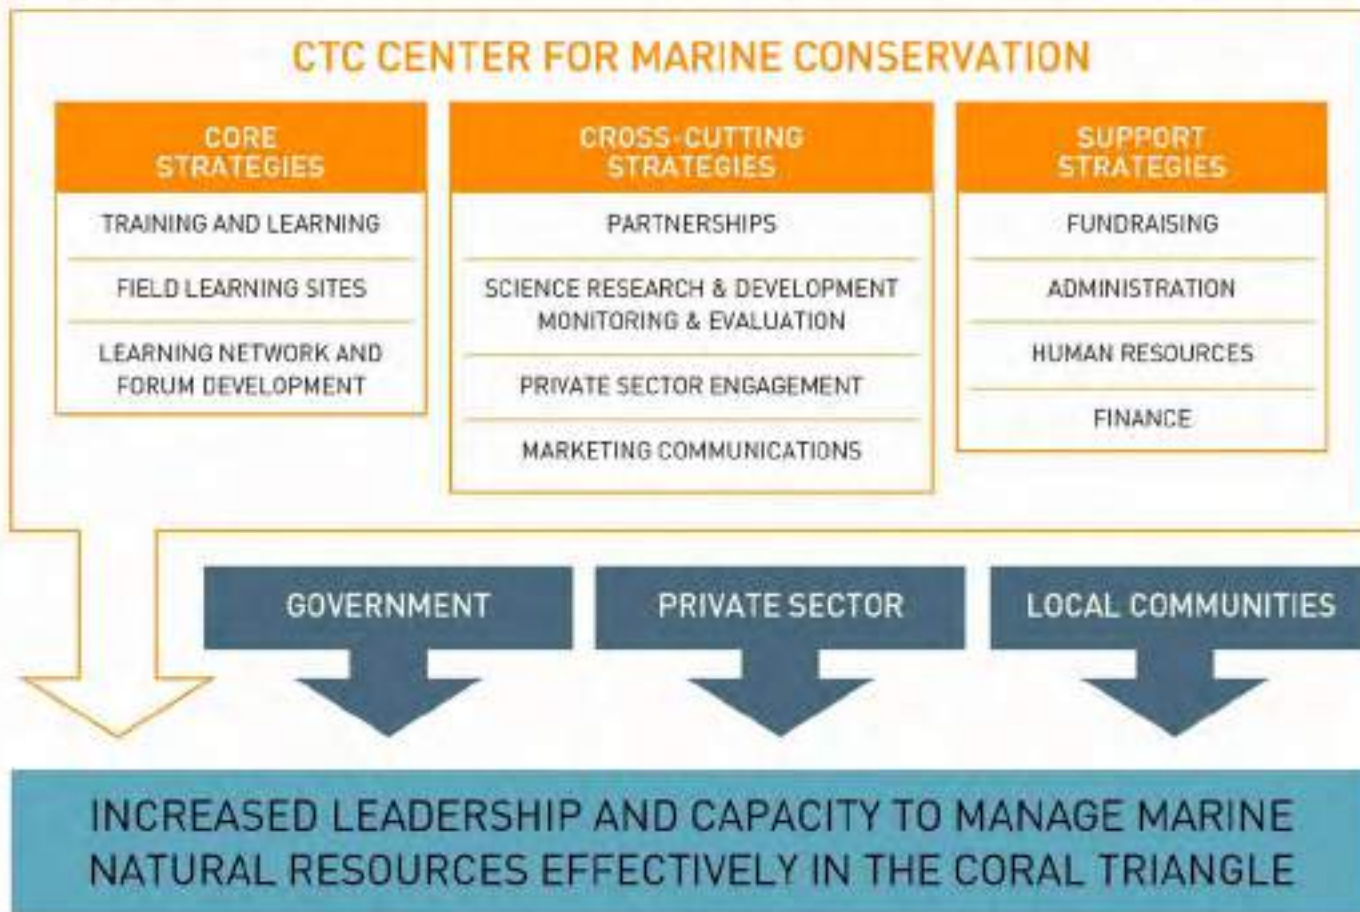 CTC CENTER FOR MARINE CONSERVATION
CORE
STRATEGIES
TRAINING AND LEARNING
FIELD LEARNING SITES
LEARNING NETWORK AND
FORUM DEVELOPMENT
CROSS-CUTTING
STRATEGIES
PARTNERSHIPS
SCIENCE RESEARCH & DEVELOPMENT
MONITORING & EVALUATION
PRIVATE SECTOR ENGAGEMENT
MARKETING COMMUNICATIONS
SUPPORT
STRATEGIES
FUNDRAISING
ADMINISTRATION
HUMAN RESOURCES
FINANCE
GOVERNMENT
PRIVATE SECTOR
LOCAL COMMUNITIES
INCREASED LEADERSHIP AND CAPACITY TO MANAGE MARINE
NATURAL RESOURCES EFFECTIVELY IN THE CORAL TRIANGLE